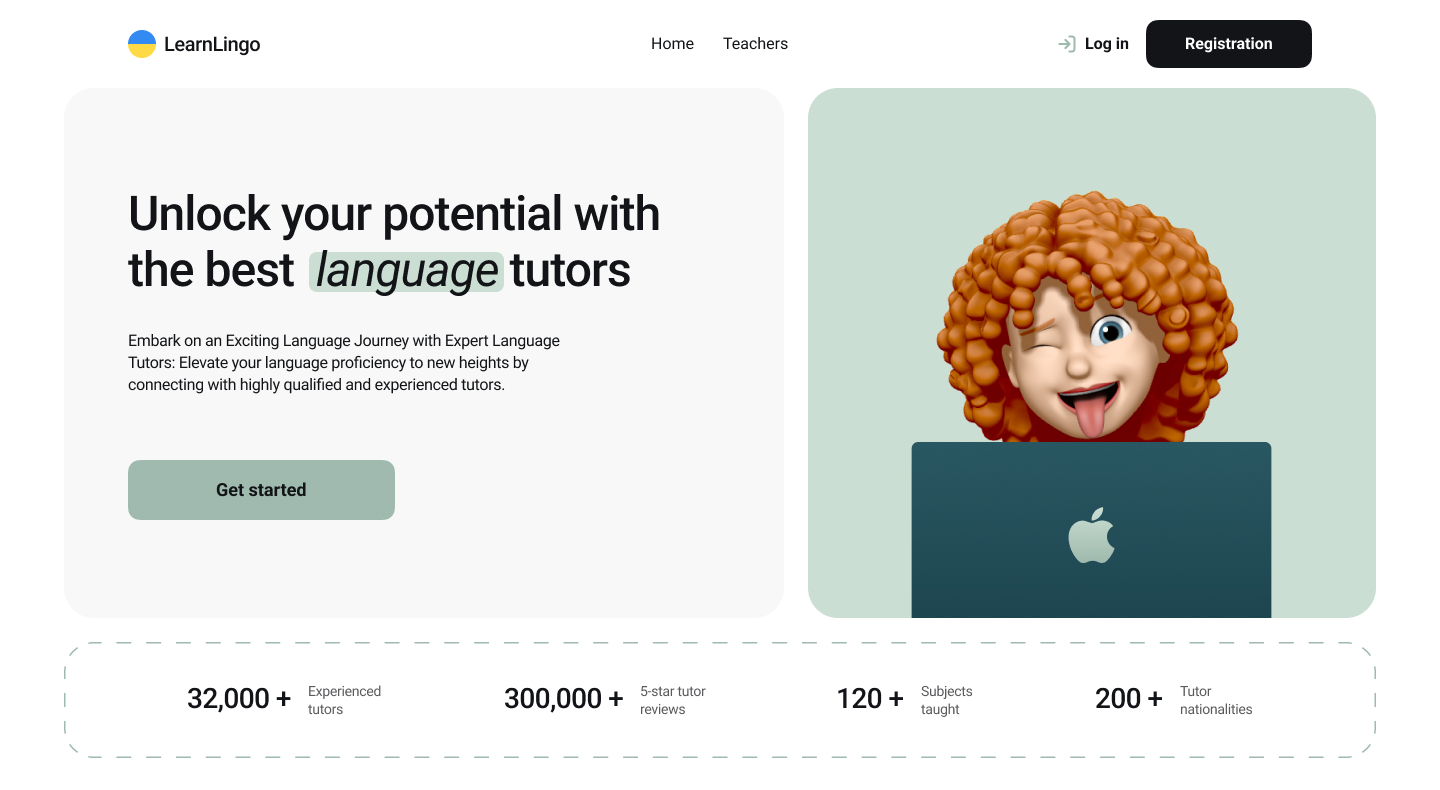 LearnLingo
Home
Teachers
Log in
Registration
Unlock your potential with
the best language tutors
Embark on an Exciting Language Journey with Expert Language
Tutors: Elevate your language proficiency to new heights by
connecting with highly qualified and experienced tutors.
Get started
32,000 +
Experienced
tutors
300,000 +
5-star tutor
reviews
120 +
Subjects
taught
200 +
Tutor
nationalities